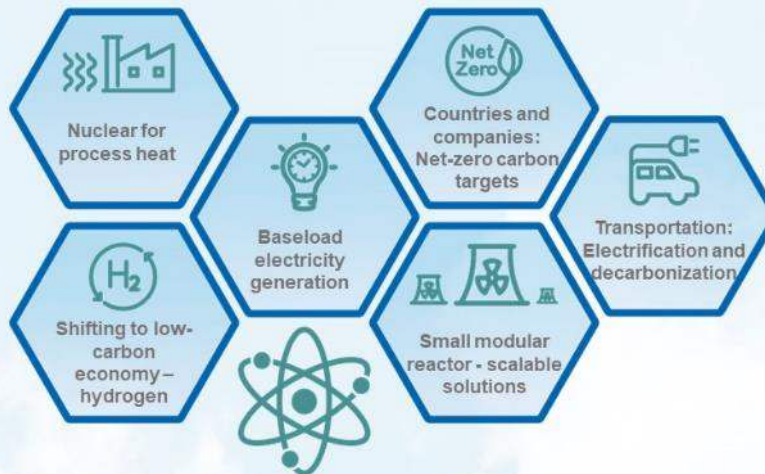 Nuclear for
process heat
Net
Zero
Countries and
companies:
Net-zero carbon
targets
Baseload
electricity
generation
Transportation:
Electrification and
decarbonization
H₂
Shifting to low-
carbon
economy –
hydrogen
Small modular
reactor - scalable
solutions